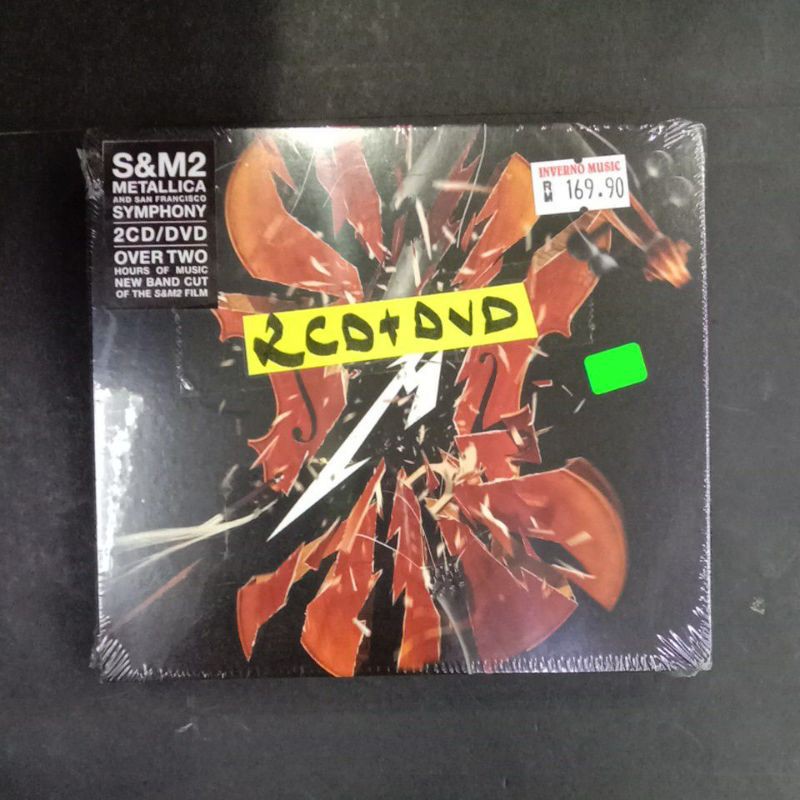 S&M2
METALLICA
AND SAN FRANCISCO
SYMPHONY
2CD/DVD
OVER TWO
HOURS OF MUSIC
NEW BAND CUT
OF THE S&M2 FILM
INVERNO MUSIC
RM 169.90
2CD+DVD
M